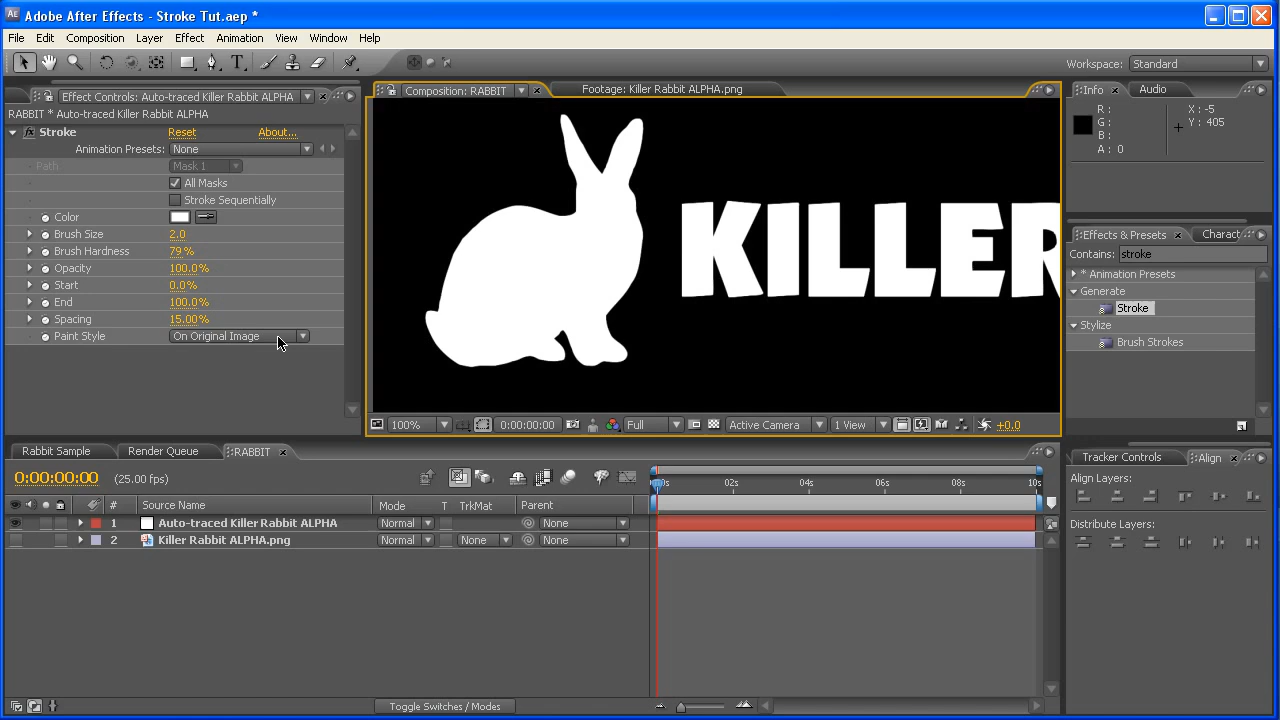 Adobe After Effects - Stroke Tut.aep *
File Edit Composition Layer Effect Animation View Window Help
Workspace: Standard
Effect Controls: Auto-traced Killer Rabbit ALPHA
RABBIT * Auto-traced Killer Rabbit ALPHA
Stroke Reset About...
Animation Presets: None
Path Mask 1
All Masks
Stroke Sequentially
Color
Brush Size 2.0
Brush Hardness 79%
Opacity 100.0%
Start 0.0%
End 100.0%
Spacing 15.00%
Paint Style On Original Image
Composition: RABBIT Footage: Killer Rabbit ALPHA.png
KILLER
100% 0:00:00:00 Full Active Camera 1 View +0.0
Info Audio
R : X : -5
G : Y : 405
B :
A : 0
Effects & Presets Charact
Contains: stroke
* Animation Presets
Generate
Stroke
Stylize
Brush Strokes
Rabbit Sample Render Queue RABBIT
0:00:00:00 (25.00 fps)
02s 04s 06s 08s 10s
# Source Name Mode T TrkMat Parent
1 Auto-traced Killer Rabbit ALPHA Normal None
2 Killer Rabbit ALPHA.png Normal None None
Toggle Switches / Modes
Tracker Controls Align
Align Layers:
Distribute Layers: